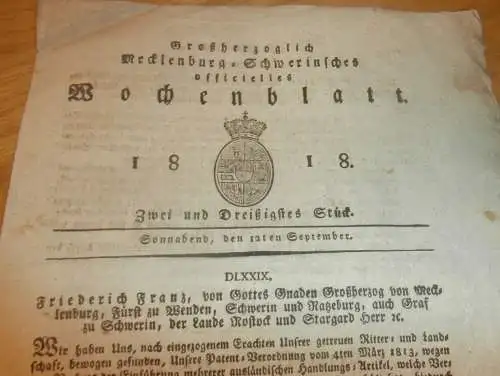 Großherzoglich
Mecklenburg-Schwerinsches
officielles
Wochenblatt.
1818.
Zwei und Dreißigstes Stück.
Sonnabend, den 12ten September.
DLXXIX.
Friederich Franz, von Gottes Gnaden Großherzog von Meck-
lenburg, Fürst zu Wenden, Schwerin und Ratzeburg, auch Graf
zu Schwerin, der Lande Rostock und Stargard Herr ꝛc.
Wir haben Uns, nach eingezogenem Erachten Unserer getreuen Ritter- und Land-
schaft, bewogen gefunden, Unsere Patent-Verordnung vom 4ten März 1813, wegen
der Einführung mehrerer ausländischen Handlungs-Artikel, welche Ver-